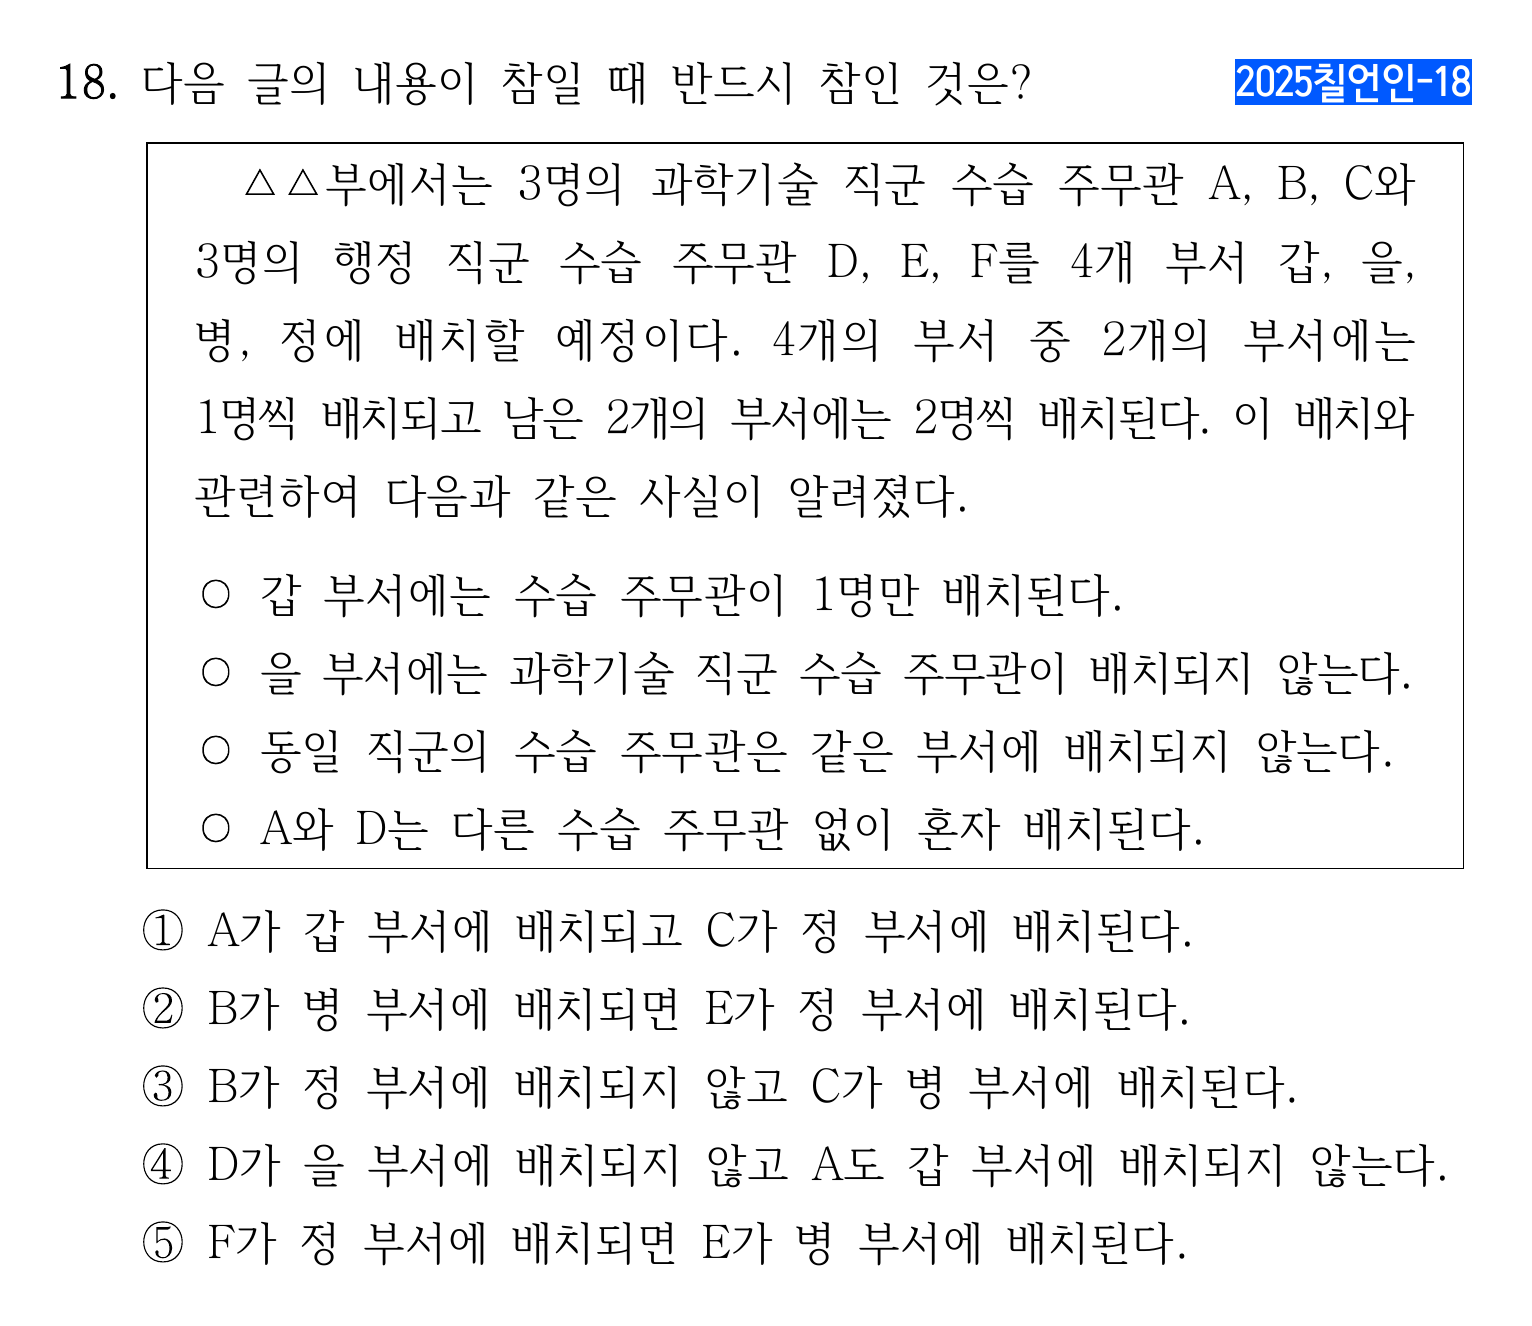 18. 다음 글의 내용이 참일 때 반드시 참인 것은?
2025칠언인-18
△△부에서는 3명의 과학기술 직군 수습 주무관 A, B, C와
3명의 행정 직군 수습 주무관 D, E, F를 4개 부서 갑, 을,
병, 정에 배치할 예정이다. 4개의 부서 중 2개의 부서에는
1명씩 배치되고 남은 2개의 부서에는 2명씩 배치된다. 이 배치와
관련하여 다음과 같은 사실이 알려졌다.
○ 갑 부서에는 수습 주무관이 1명만 배치된다.
○ 을 부서에는 과학기술 직군 수습 주무관이 배치되지 않는다.
○ 동일 직군의 수습 주무관은 같은 부서에 배치되지 않는다.
○ A와 D는 다른 수습 주무관 없이 혼자 배치된다.
① A가 갑 부서에 배치되고 C가 정 부서에 배치된다.
② B가 병 부서에 배치되면 E가 정 부서에 배치된다.
③ B가 정 부서에 배치되지 않고 C가 병 부서에 배치된다.
④ D가 을 부서에 배치되지 않고 A도 갑 부서에 배치되지 않는다.
⑤ F가 정 부서에 배치되면 E가 병 부서에 배치된다.